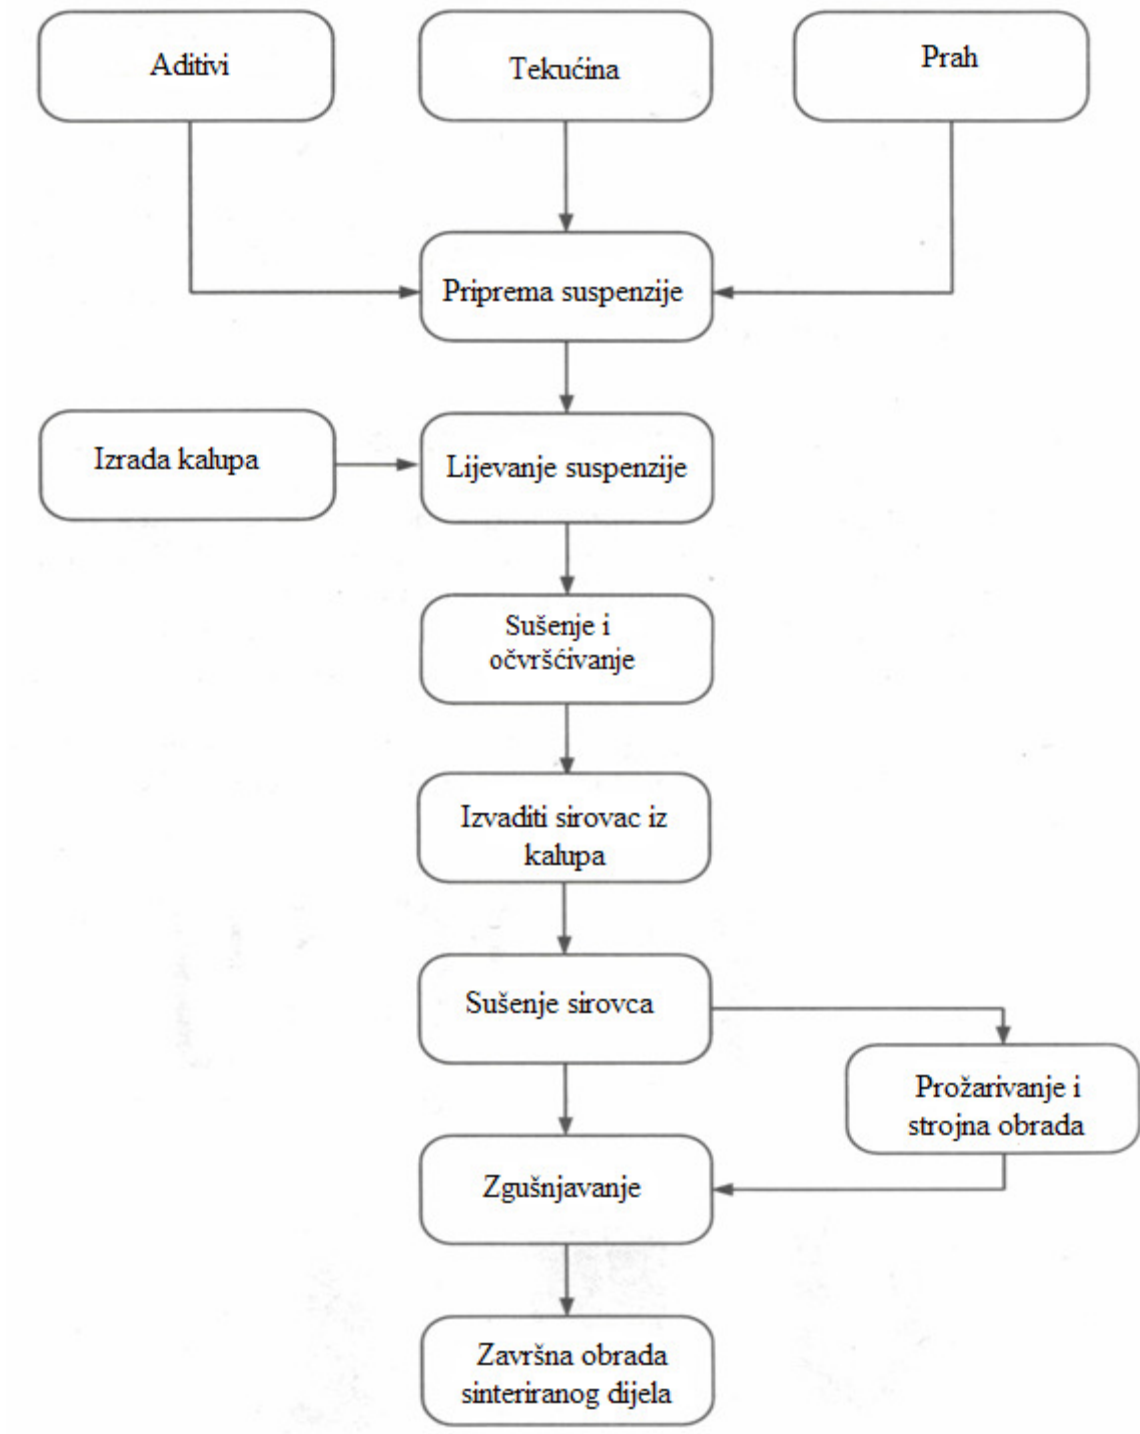 Aditivi
Tekućina
Prah
Priprema suspenzije
Izrada kalupa
Lijevanje suspenzije
Sušenje i
očvršćivanje
Izvaditi sirovac iz
kalupa
Sušenje sirovca
Prožarivanje i
strojna obrada
Zgušnjavanje
Završna obrada
sinteriranog dijela